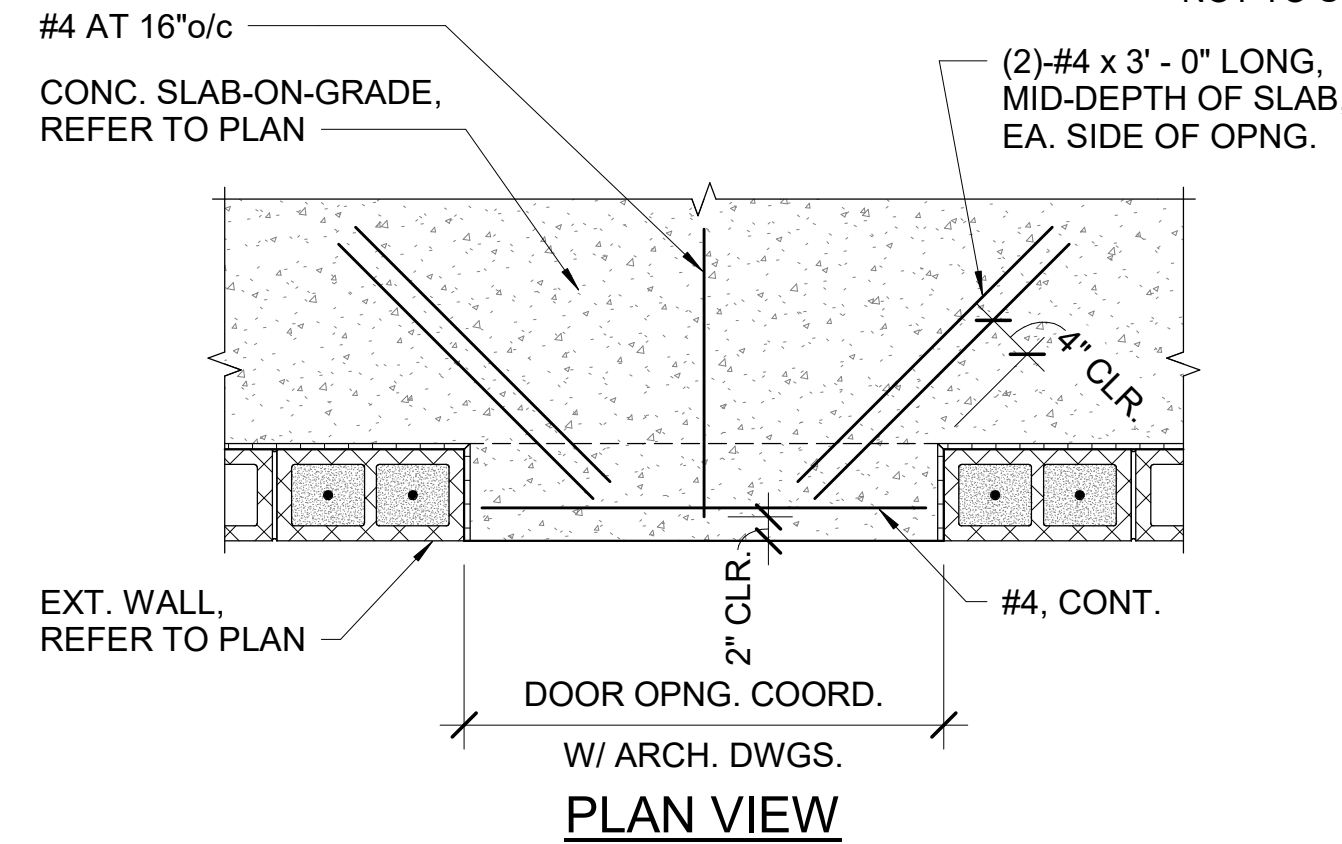 #4 AT 16"o/c
CONC. SLAB-ON-GRADE,
REFER TO PLAN
(2)-#4 x 3' - 0" LONG,
MID-DEPTH OF SLAB,
EA. SIDE OF OPNG.
4" CLR.
EXT. WALL,
REFER TO PLAN
2" CLR.
#4, CONT.
DOOR OPNG. COORD.
W/ ARCH. DWGS.
PLAN VIEW